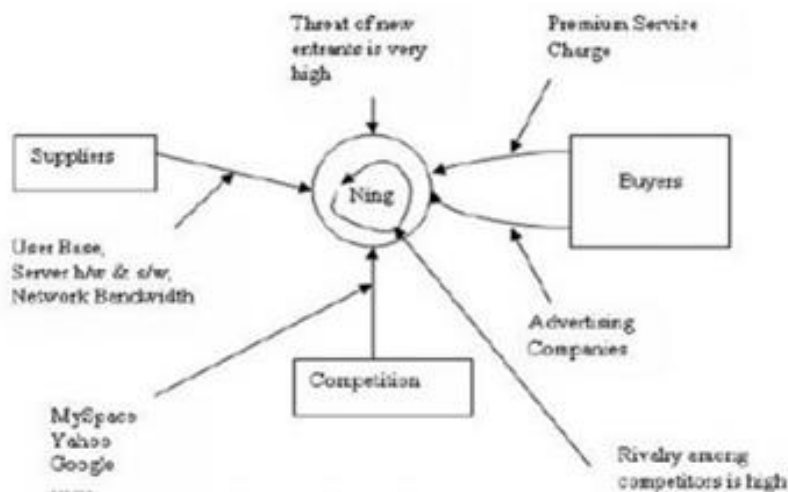 Threat of new
entrants is very
high
Premium Service
Charge
Suppliers
Ning
Buyers
User Base,
Server h/w & s/w,
Network Bandwidth
Advertising
Companies
Competition
MySpace
Yahoo
Google
Rivalry among
competitors is high